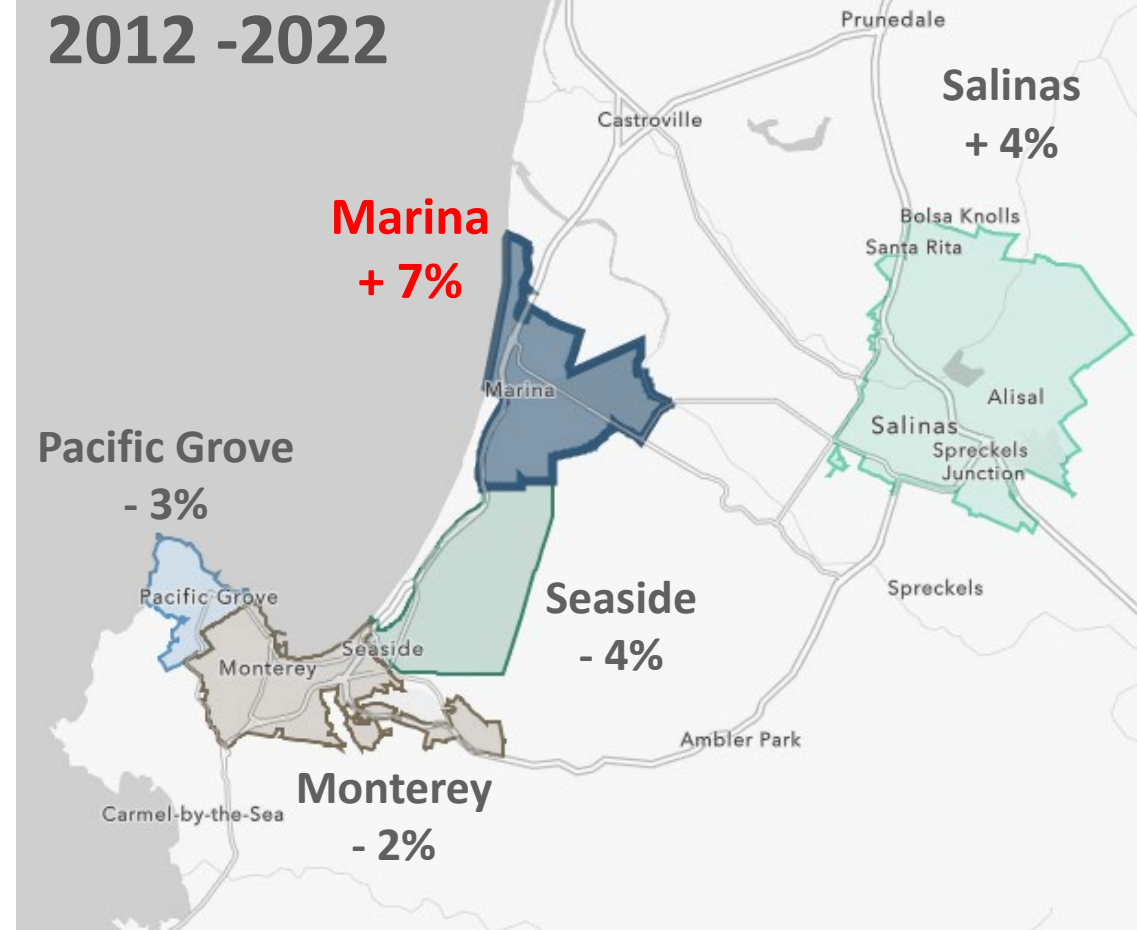 2012 -2022
Prunedale
Salinas
+ 4%
Castroville
Marina
+ 7%
Bolsa Knolls
Santa Rita
Marina
Alisal
Salinas
Spreckels
Junction
Pacific Grove
- 3%
Pacific Grove
Seaside
- 4%
Spreckels
Seaside
Monterey
Ambler Park
Monterey
- 2%
Carmel-by-the-Sea